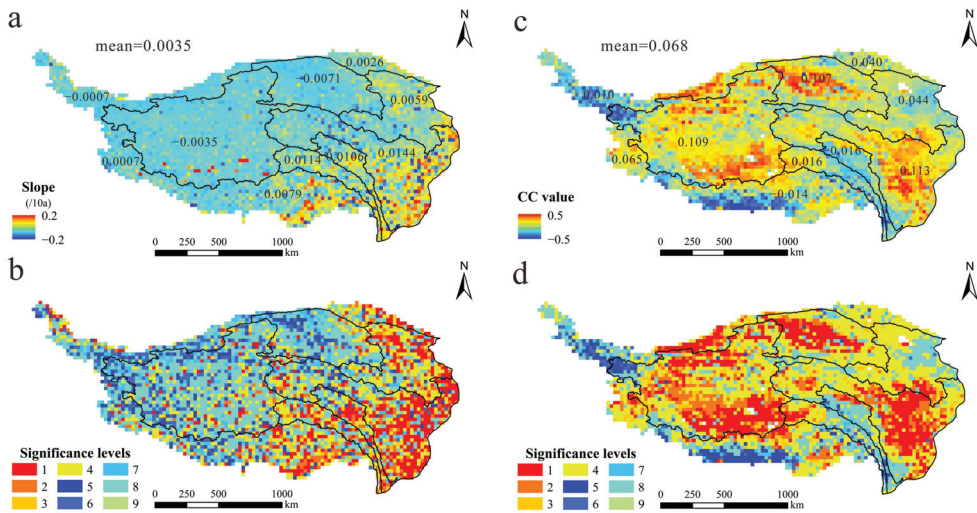 a
mean=0.0035
N
0.0026
−0.0071
−0.0007
0.0059
−0.0035
0.0144
0.0106
0.0114
0.0007
0.0079
Slope
(/10a)
0.2
−0.2
0 250 500 1000
km
c
mean=0.068
N
0.040
0.107
0.010
0.044
0.109
−0.016
0.016
0.065
0.113
−0.014
CC value
0.5
−0.5
0 250 500 1000
km
b
N
Significance levels
1 4 7
2 5 8
3 6 9
0 250 500 1000
km
d
N
Significance levels
1 4 7
2 5 8
3 6 9
0 250 500 1000
km